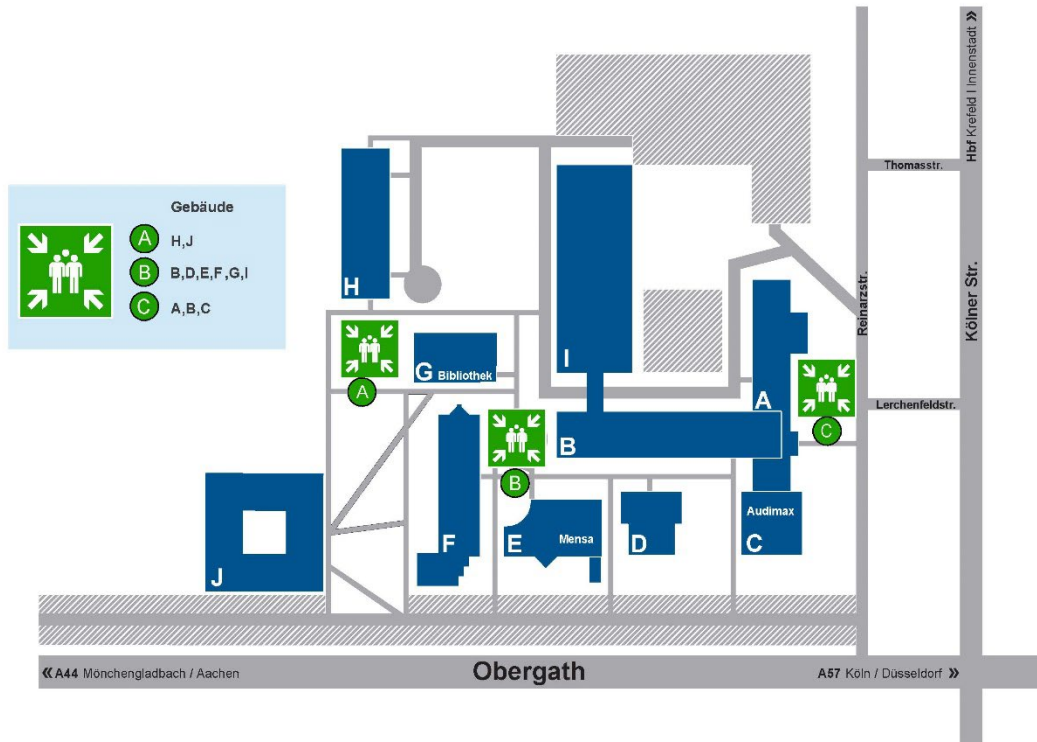 Hbf Krefeld I Innenstadt »
Thomasstr.
Gebäude
A H,J
B B,D,E,F,G,I
C A,B,C
H
Reinarzstr.
Kölner Str.
A
G Bibliothek
I
A
C
Lerchenfeldstr.
B
B
F
E Mensa
D
Audimax
C
J
« A44 Mönchengladbach / Aachen
Obergath
A57 Köln / Düsseldorf »